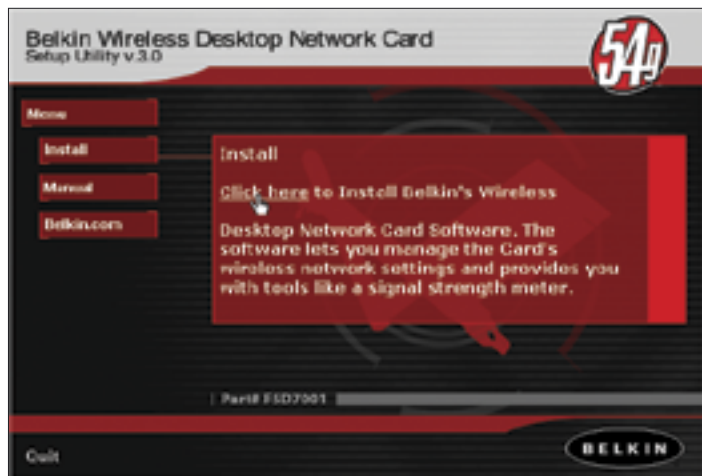 Belkin Wireless Desktop Network Card
Setup Utility v.3.0
54g
Menu
Install
Manual
Belkin.com
Install
Click here to Install Belkin's Wireless
Desktop Network Card Software. The
software lets you manage the Card's
wireless network settings and provides you
with tools like a signal strength meter.
Part# F5D7001
Quit
BELKIN